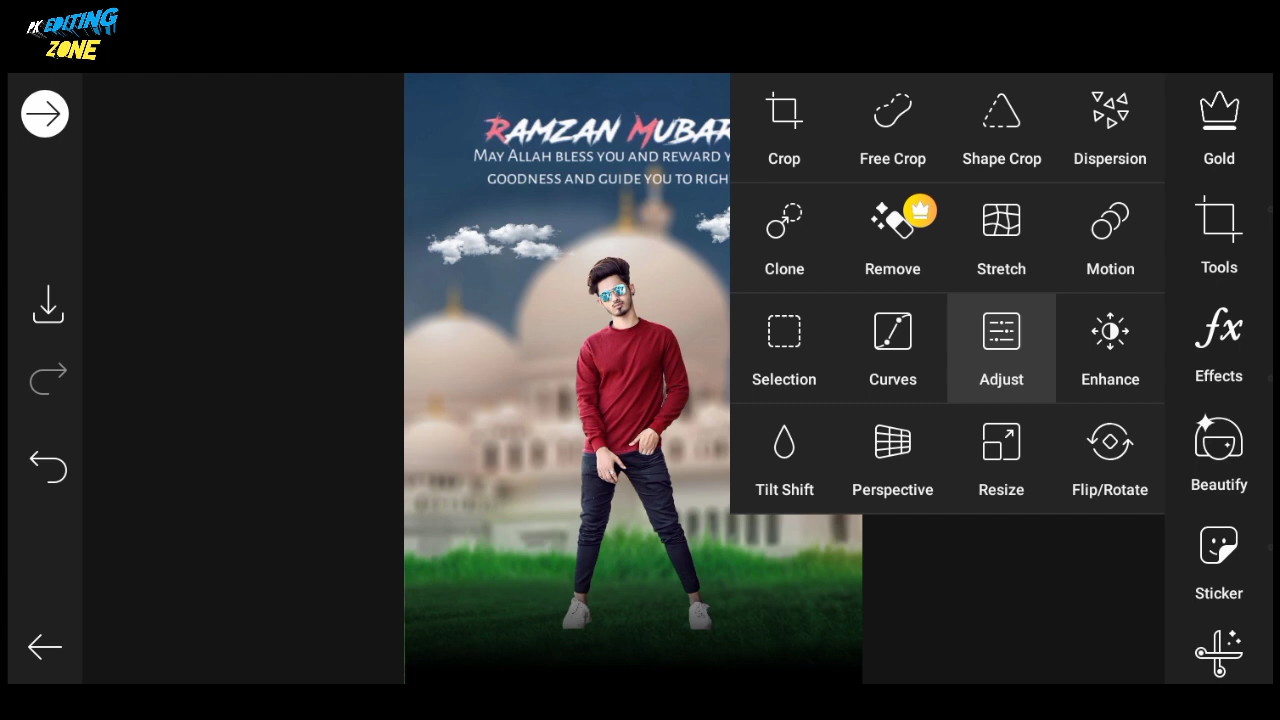 PK EDITING
ZONE
RAMZAN MUBAR
MAY ALLAH BLESS YOU AND REWARD Y
GOODNESS AND GUIDE YOU TO RIGH
Crop
Free Crop
Shape Crop
Dispersion
Gold
Clone
Remove
Stretch
Motion
Tools
Selection
Curves
Adjust
Enhance
fx
Effects
Tilt Shift
Perspective
Resize
Flip/Rotate
Beautify
Sticker